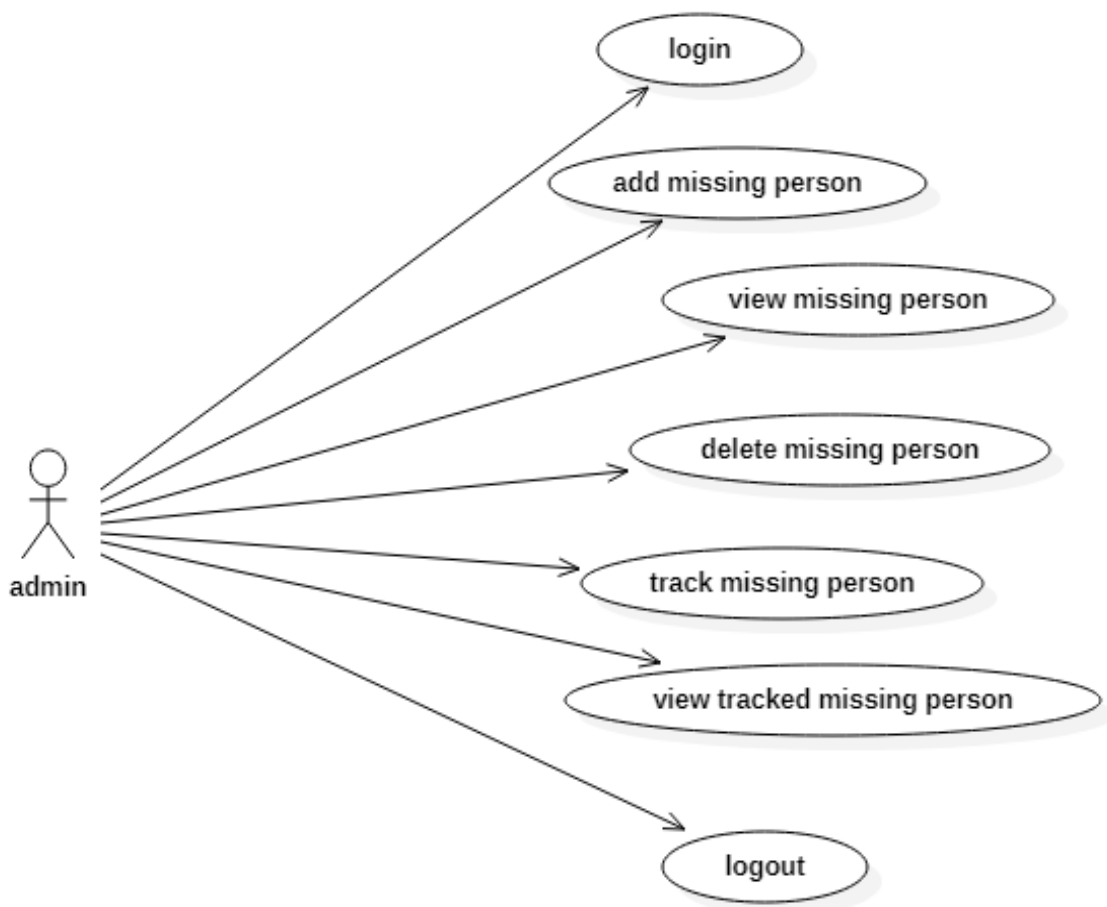 login
add missing person
view missing person
delete missing person
admin
track missing person
view tracked missing person
logout